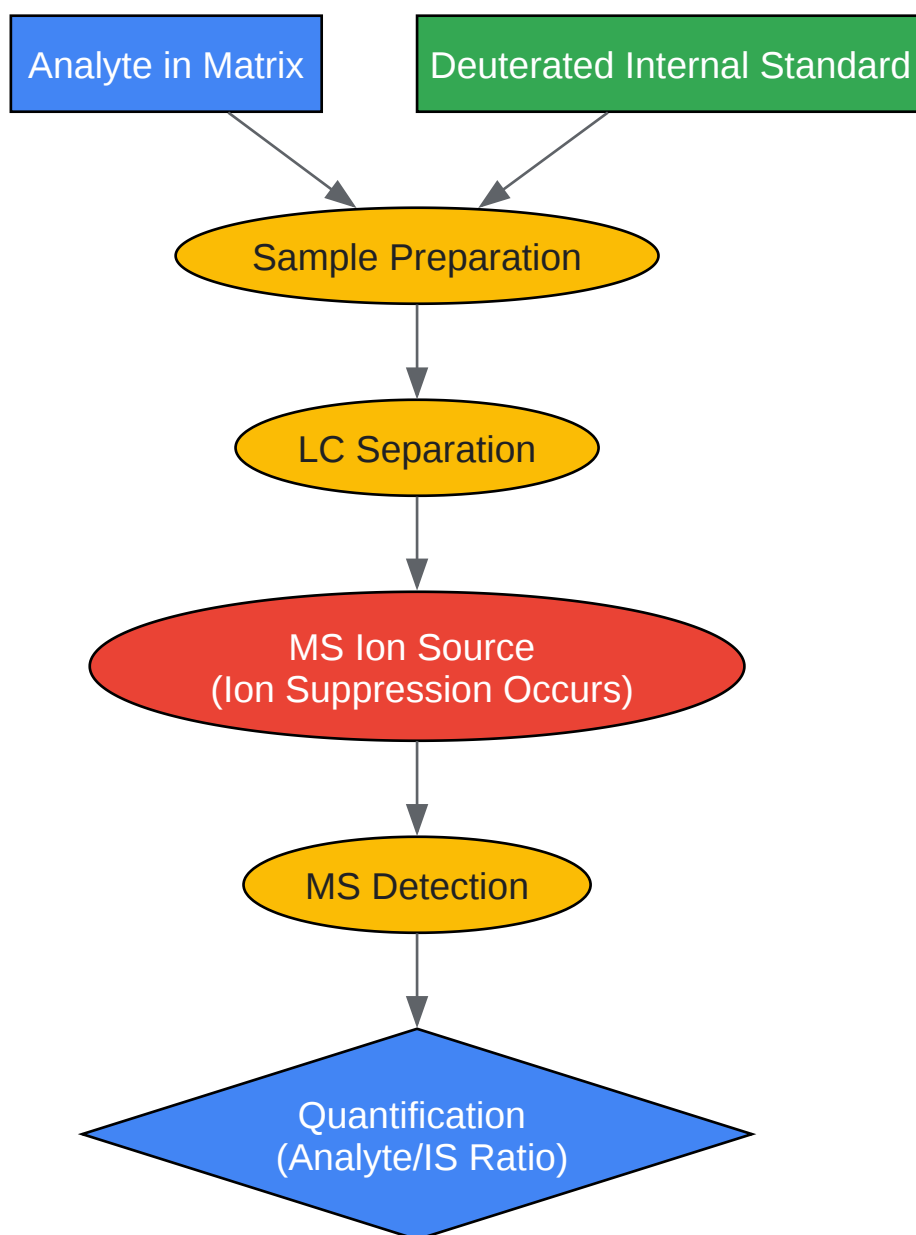 Analyte in Matrix
Deuterated Internal Standard
Sample Preparation
LC Separation
MS Ion Source
(Ion Suppression Occurs)
MS Detection
Quantification
(Analyte/IS Ratio)